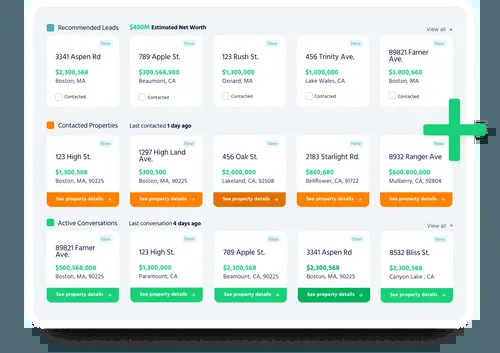 Recommended Leads $400M Estimated Net Worth View all →
New New New New New
3341 Aspen Rd
$2,300,568
Boston, MA
Contacted
789 Apple St.
$300,568,980
Beaumont, CA
Contacted
123 Rush St.
$1,300,000
Oxnard, MA
Contacted
456 Trinity Ave.
$1,000,000
Lake Wales, CA
Contacted
89821 Farner
Ave.
$3,800,660
Boston, MA
Contacted
Contacted Properties Last contacted 1 day ago
New
123 High St.
$1,300,568
Boston, MA, 90225
See property details →
1297 High Land
Ave.
$300,500
Boston, MA, 90225
See property details →
456 Oak St.
$2,000,000
Lakeland, CA, 92508
See property details →
2183 Starlight Rd.
$860,680
Bellflower, CA, 91722
See property details →
8932 Ranger Ave
$600,800,000
Mulberry, CA, 92804
See property details →
Active Conversations Last conversation 4 days ago View all →
New New New New New
89821 Farner
Ave.
$500,568,000
Boston, MA, 90225
See property details →
123 High St.
$1,300,000
Paramount, CA
See property details →
789 Apple St.
$2,300,568
Beamount, CA, 90225
See property details →
3341 Aspen Rd
$2,300,568
Boston, MA, 90225
See property details →
8532 Bliss St.
$2,300,568
Canyon Lake , CA
See property details →